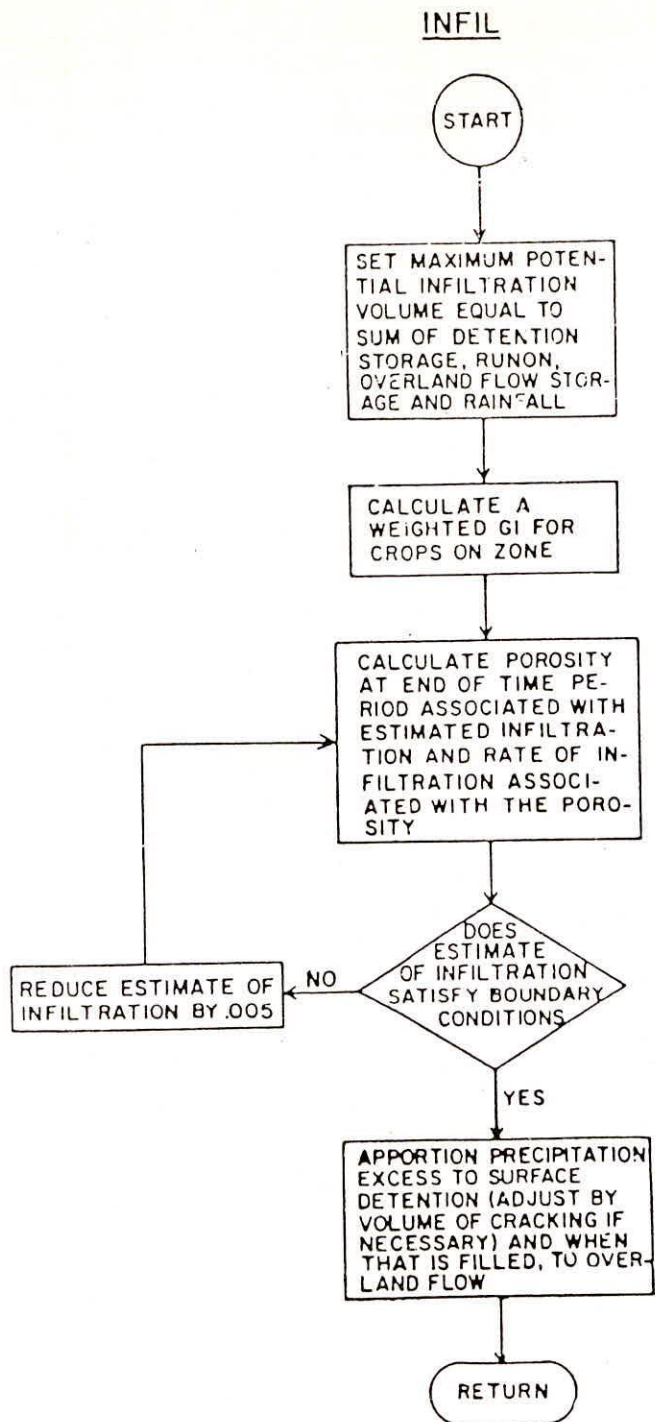 INFIL
START
SET MAXIMUM POTEN-
TIAL INFILTRATION
VOLUME EQUAL TO
SUM OF DETENTION
STORAGE, RUNON,
OVERLAND FLOW STOR-
AGE AND RAINFALL
CALCULATE A
WEIGHTED GI FOR
CROPS ON ZONE
CALCULATE POROSITY
AT END OF TIME PE-
RIOD ASSOCIATED WITH
ESTIMATED INFILTRA-
TION AND RATE OF IN-
FILTRATION ASSOCI-
ATED WITH THE PORO-
SITY
DOES
ESTIMATE
OF INFILTRATION
SATISFY BOUNDARY
CONDITIONS
NO
REDUCE ESTIMATE OF
INFILTRATION BY .005
YES
APPORTION PRECIPITATION
EXCESS TO SURFACE
DETENTION (ADJUST BY
VOLUME OF CRACKING IF
NECESSARY) AND WHEN
THAT IS FILLED, TO OVER-
LAND FLOW
RETURN